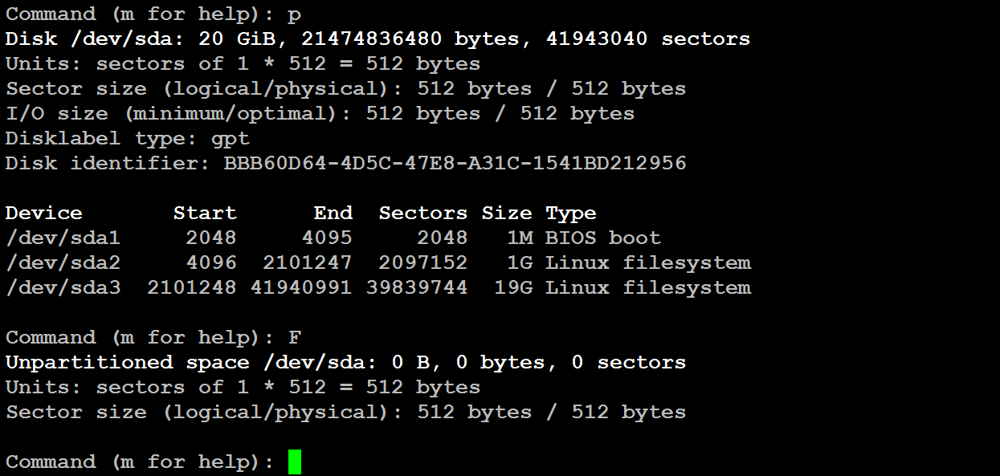 Command (m for help): p
Disk /dev/sda: 20 GiB, 21474836480 bytes, 41943040 sectors
Units: sectors of 1 * 512 = 512 bytes
Sector size (logical/physical): 512 bytes / 512 bytes
I/O size (minimum/optimal): 512 bytes / 512 bytes
Disklabel type: gpt
Disk identifier: BBB60D64-4D5C-47E8-A31C-1541BD212956
Device       Start      End  Sectors Size Type
/dev/sda1     2048     4095     2048   1M BIOS boot
/dev/sda2     4096  2101247  2097152   1G Linux filesystem
/dev/sda3  2101248 41940991 39839744  19G Linux filesystem
Command (m for help): F
Unpartitioned space /dev/sda: 0 B, 0 bytes, 0 sectors
Units: sectors of 1 * 512 = 512 bytes
Sector size (logical/physical): 512 bytes / 512 bytes
Command (m for help):